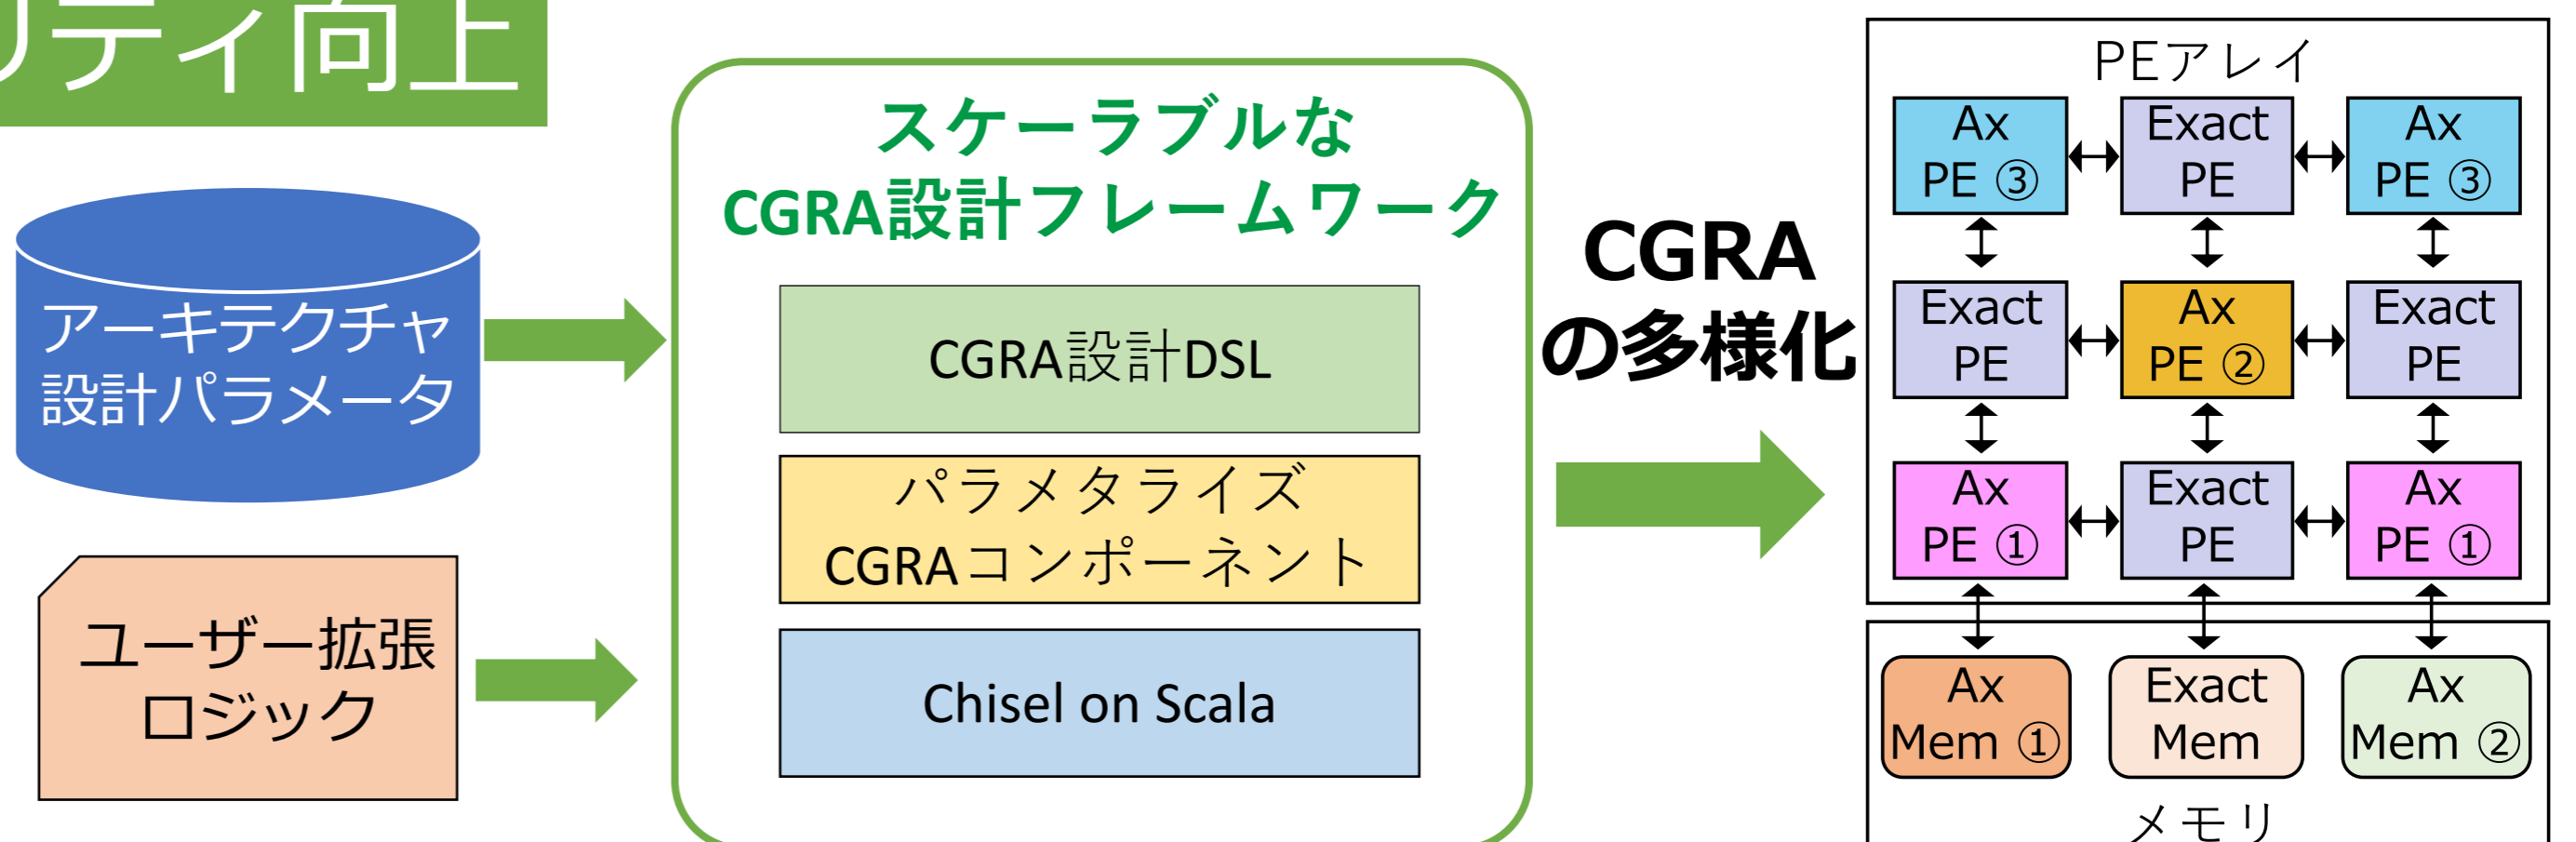 リティ向上
アーキテクチャ
設計パラメータ
ユーザー拡張
ロジック
スケーラブルな
CGRA設計フレームワーク
CGRA設計DSL
パラメタライズ
CGRAコンポーネント
Chisel on Scala
CGRA
の多様化
PEアレイ
Ax
PE ③
Exact
PE
Ax
PE ③
Exact
PE
Ax
PE ②
Exact
PE
Ax
PE ①
Exact
PE
Ax
PE ①
Ax
Mem ①
Exact
Mem
Ax
Mem ②
メモリ